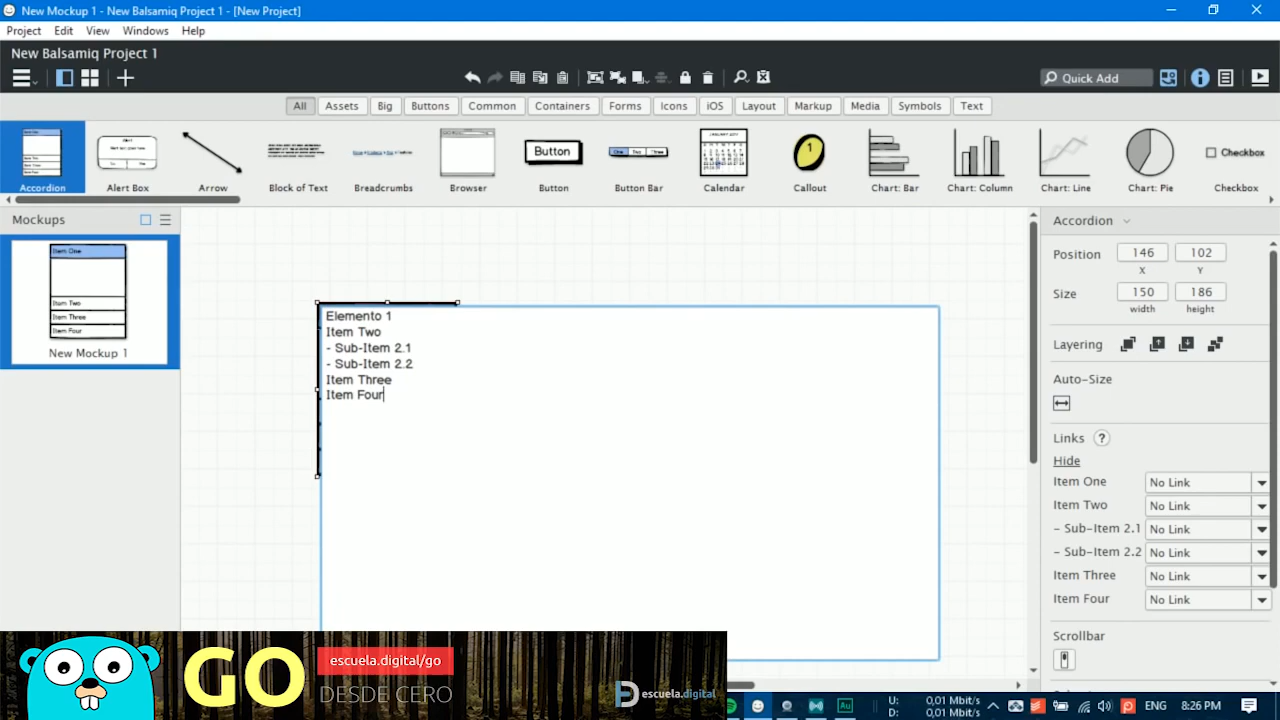 New Mockup 1 - New Balsamiq Project 1 - [New Project]
Project Edit View Windows Help
New Balsamiq Project 1
Quick Add
All Assets Big Buttons Common Containers Forms Icons iOS Layout Markup Media Symbols Text
Button
1
Accordion Alert Box Arrow Block of Text Breadcrumbs Browser Button Button Bar Calendar Callout Chart: Bar Chart: Column Chart: Line Chart: Pie Checkbox
Checkbox
Mockups
Item One
Item Two
Item Three
Item Four
New Mockup 1
Elemento 1
Item Two
- Sub-Item 2.1
- Sub-Item 2.2
Item Three
Item Four
Accordion
Position 146 102
X Y
Size 150 186
width height
Layering
Auto-Size
Links ?
Hide
Item One No Link
Item Two No Link
- Sub-Item 2.1 No Link
- Sub-Item 2.2 No Link
Item Three No Link
Item Four No Link
Scrollbar
GO
escuela.digital/go
DESDE CERO
escuela.digital
Au
U: 0,01 Mbit/s
D: 0,01 Mbit/s
ENG 8:26 PM